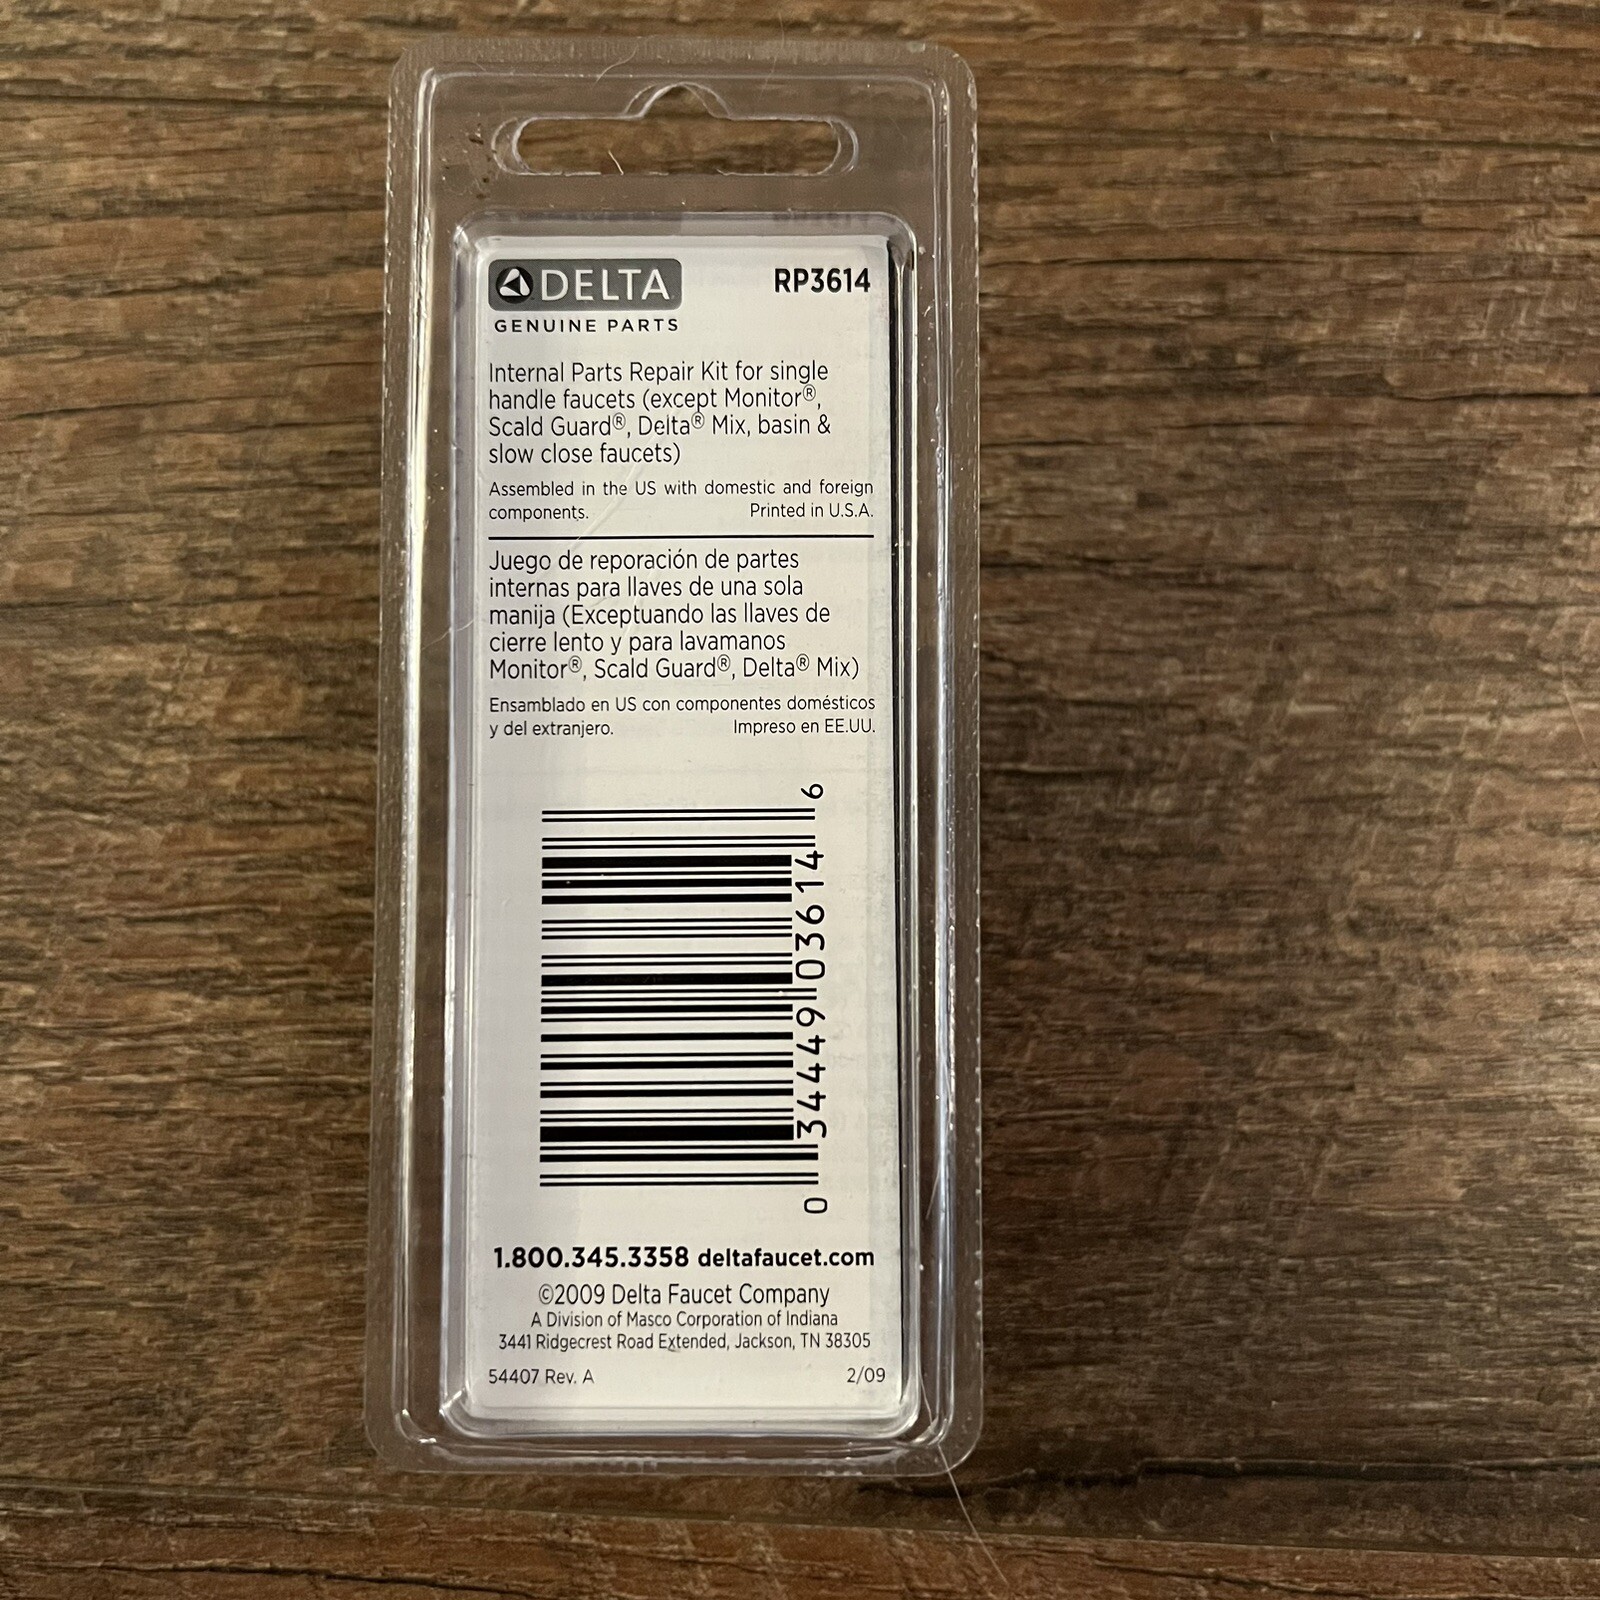 DELTA
RP3614
GENUINE PARTS
Internal Parts Repair Kit for single
handle faucets (except Monitor®,
Scald Guard®, Delta® Mix, basin &
slow close faucets)
Assembled in the US with domestic and foreign
components. Printed in U.S.A.
Juego de reporación de partes
internas para llaves de una sola
manija (Exceptuando las llaves de
cierre lento y para lavamanos
Monitor®, Scald Guard®, Delta® Mix)
Ensamblado en US con componentes domésticos
y del extranjero. Impreso en EE.UU.
0 34449 03614 6
1.800.345.3358 deltafaucet.com
©2009 Delta Faucet Company
A Division of Masco Corporation of Indiana
3441 Ridgecrest Road Extended, Jackson, TN 38305
54407 Rev. A 2/09